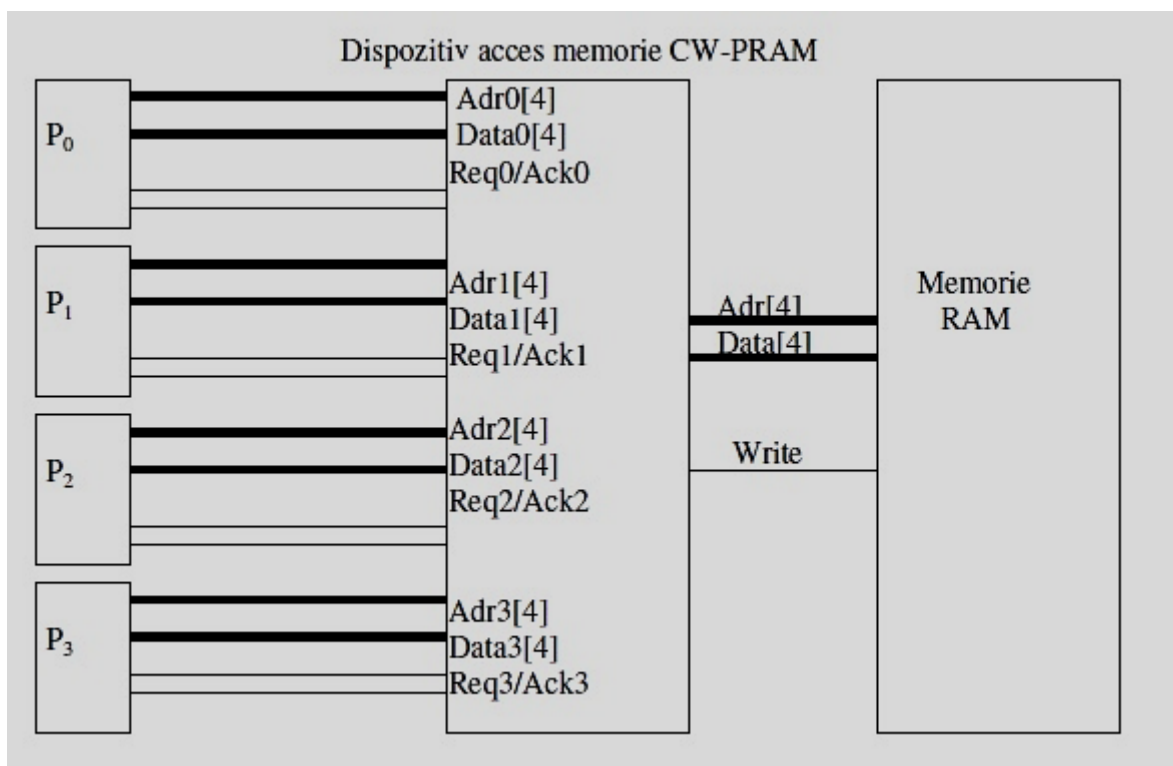 Dispozitiv acces memorie CW-PRAM
P0
Adr0[4]
Data0[4]
Req0/Ack0
P1
Adr1[4]
Data1[4]
Req1/Ack1
P2
Adr2[4]
Data2[4]
Req2/Ack2
P3
Adr3[4]
Data3[4]
Req3/Ack3
Adr[4]
Data[4]
Write
Memorie
RAM